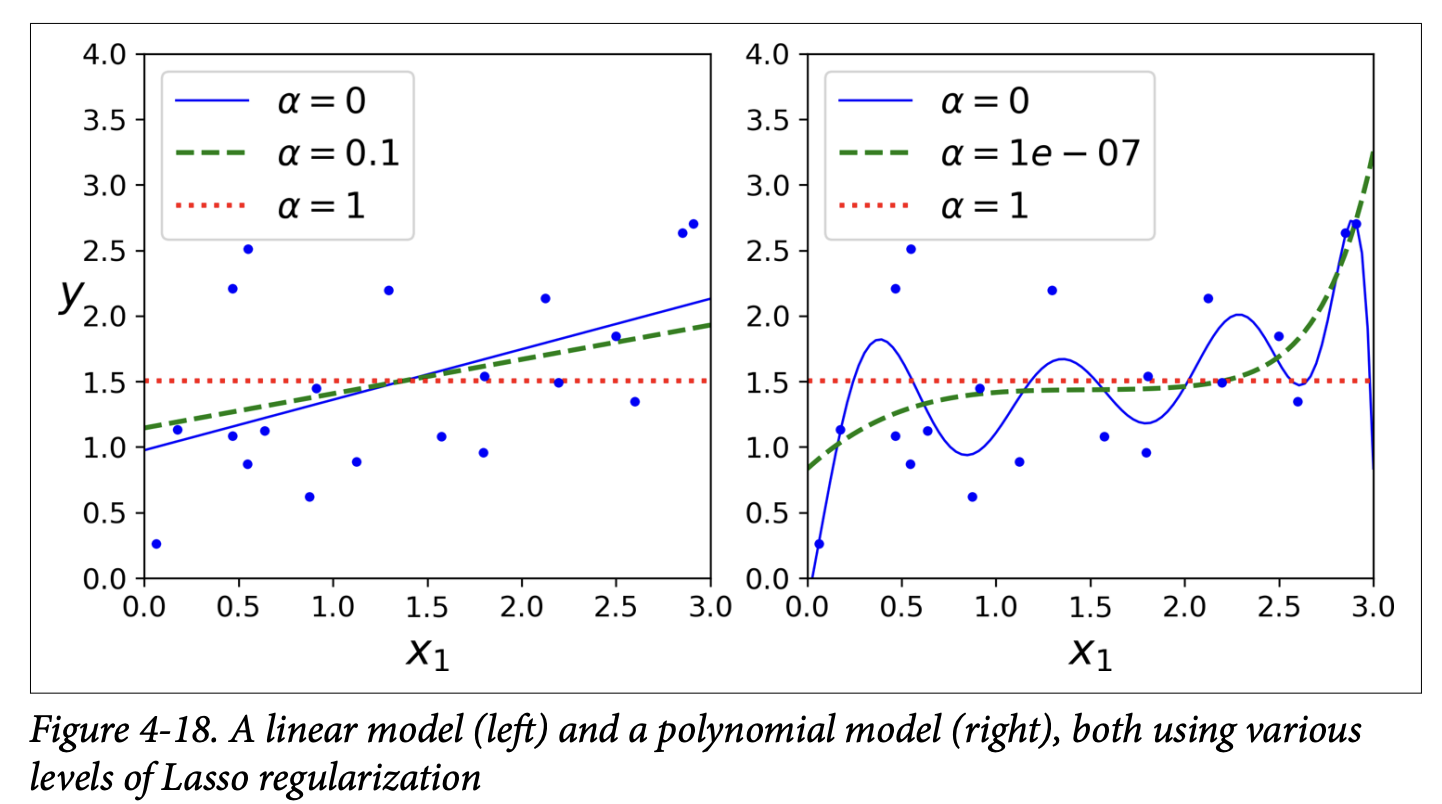 4.0
3.5
3.0
2.5
2.0
1.5
1.0
0.5
0.0
y
α = 0
α = 0.1
α = 1
0.0 0.5 1.0 1.5 2.0 2.5 3.0
x₁
4.0
3.5
3.0
2.5
2.0
1.5
1.0
0.5
0.0
α = 0
α = 1e − 07
α = 1
0.0 0.5 1.0 1.5 2.0 2.5 3.0
x₁
Figure 4-18. A linear model (left) and a polynomial model (right), both using various
levels of Lasso regularization